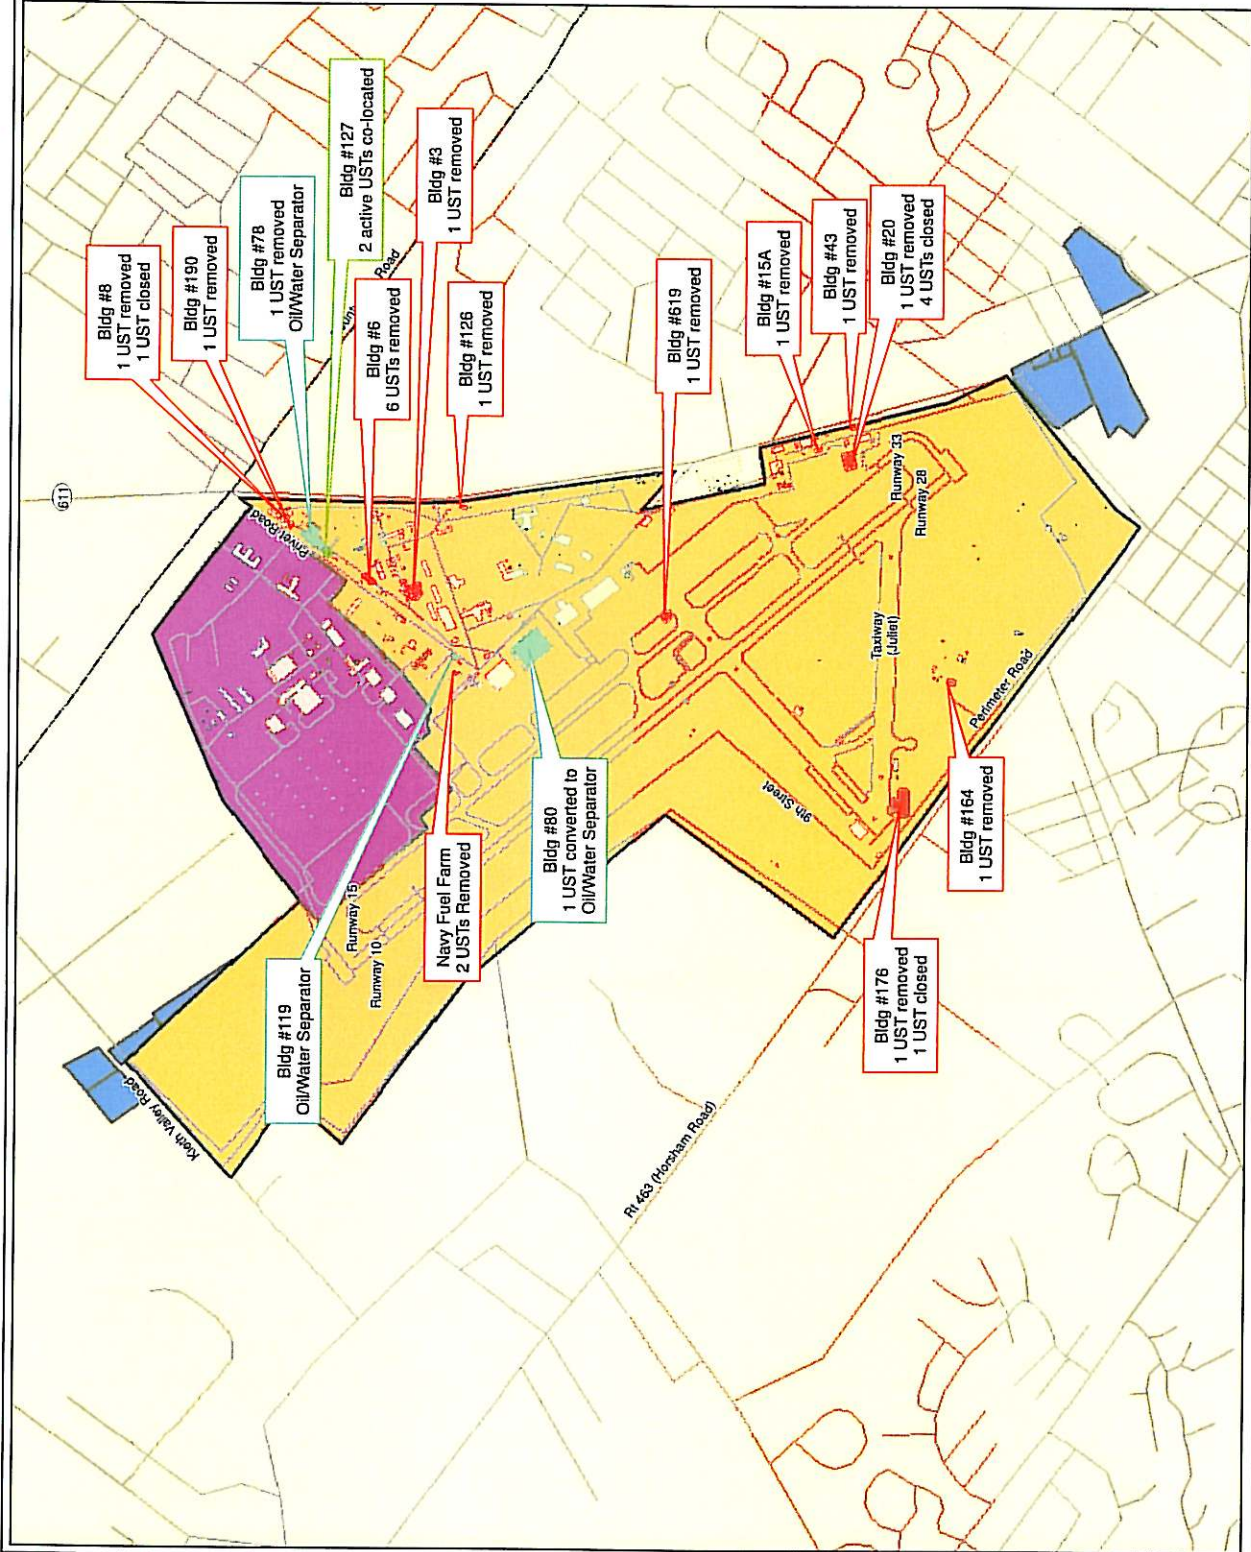 611
Bldg #8
1 UST removed
1 UST closed
Bldg #190
1 UST removed
Bldg #78
1 UST removed
Oil/Water Separator
Bldg #127
2 active USTs co-located
Road
Bldg #6
6 USTs removed
Bldg #3
1 UST removed
Bldg #126
1 UST removed
Bldg #619
1 UST removed
Bldg #15A
1 UST removed
Bldg #43
1 UST removed
Bldg #20
1 UST removed
4 USTs closed
Privet Road
Runway 33
Runway 28
Taxiway
(Juliet)
Perimeter Road
9th Street
Runway 15
Runway 10
Bldg #119
Oil/Water Separator
Navy Fuel Farm
2 USTs Removed
Bldg #80
1 UST converted to
Oil/Water Separator
Bldg #164
1 UST removed
Bldg #176
1 UST removed
1 UST closed
Kieth Valley Road
Rt 463 (Horsham Road)